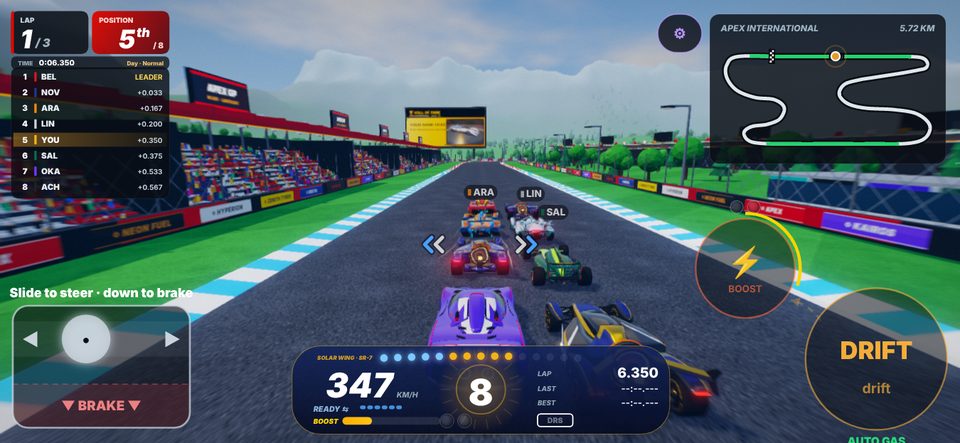 LAP
1 / 3
POSITION
5th / 8
TIME 0:06.350 Day · Normal
1 BEL LEADER
2 NOV +0.033
3 ARA +0.167
4 LIN +0.200
5 YOU +0.350
6 SAL +0.375
7 OKA +0.533
8 ACH +0.567
APEX INTERNATIONAL 5.72 KM
APEX GP
ARA
LIN
SAL
NEON FUEL
HYPERION
APEX
KAIROS
BOOST
Slide to steer · down to brake
▼ BRAKE ▼
DRIFT
drift
AUTO GAS
SOLAR WING · SR-7
347 KM/H
READY
BOOST
8
LAP 6.350
LAST --:--.---
BEST --:--.---
DRS